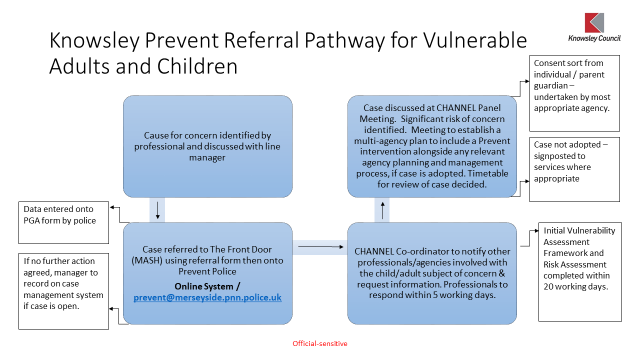 Knowsley Prevent Referral Pathway for Vulnerable
Adults and Children
Knowsley Council
Cause for concern identified by
professional and discussed with line
manager
Case discussed at CHANNEL Panel
Meeting. Significant risk of concern
identified. Meeting to establish a
multi-agency plan to include a Prevent
intervention alongside any relevant
agency planning and management
process, if case is adopted. Timetable
for review of case decided.
Consent sort from
individual / parent
guardian –
undertaken by most
appropriate agency.
Case not adopted –
signposted to
services where
appropriate
Data entered onto
PGA form by police
If no further action
agreed, manager to
record on case
management system
if case is open.
Case referred to The Front Door
(MASH) using referral form then onto
Prevent Police
Online System /
prevent@merseyside.pnn.police.uk
CHANNEL Co-ordinator to notify other
professionals/agencies involved with
the child/adult subject of concern &
request information. Professionals to
respond within 5 working days.
Initial Vulnerability
Assessment
Framework and
Risk Assessment
completed within
20 working days.
Official-sensitive